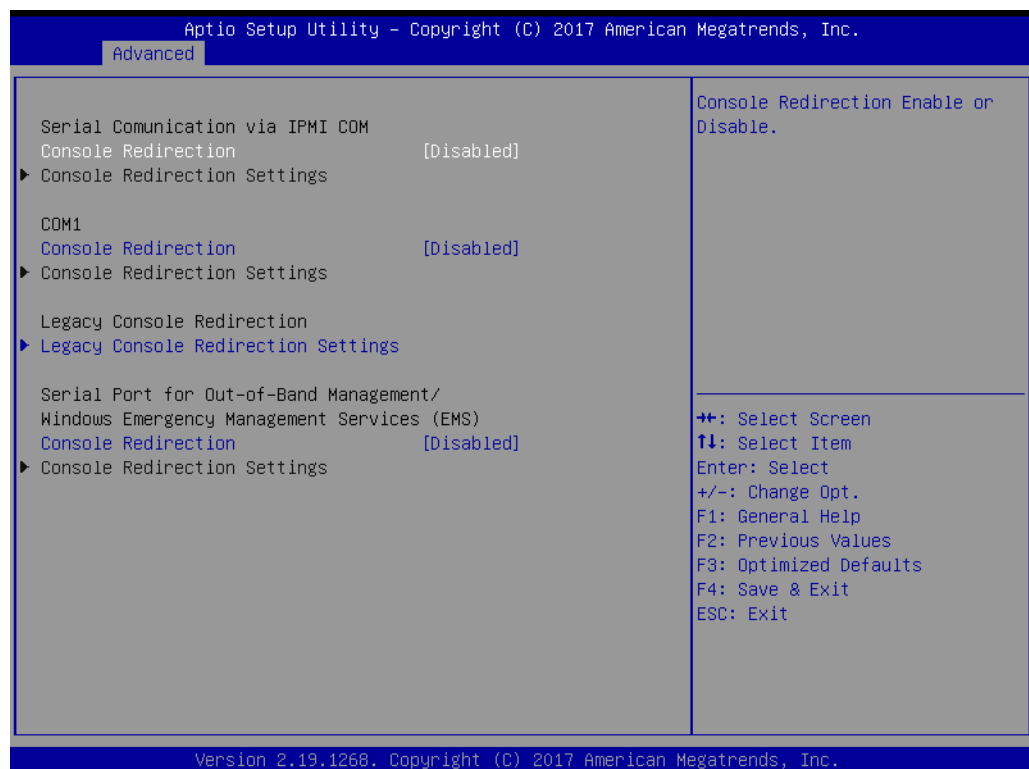 Aptio Setup Utility – Copyright (C) 2017 American Megatrends, Inc.
Advanced
Serial Comunication via IPMI COM
Console Redirection [Disabled]
Console Redirection Settings
COM1
Console Redirection [Disabled]
Console Redirection Settings
Legacy Console Redirection
Legacy Console Redirection Settings
Serial Port for Out-of-Band Management/
Windows Emergency Management Services (EMS)
Console Redirection [Disabled]
Console Redirection Settings
Console Redirection Enable or
Disable.
→←: Select Screen
↑↓: Select Item
Enter: Select
+/-: Change Opt.
F1: General Help
F2: Previous Values
F3: Optimized Defaults
F4: Save & Exit
ESC: Exit
Version 2.19.1268. Copyright (C) 2017 American Megatrends, Inc.